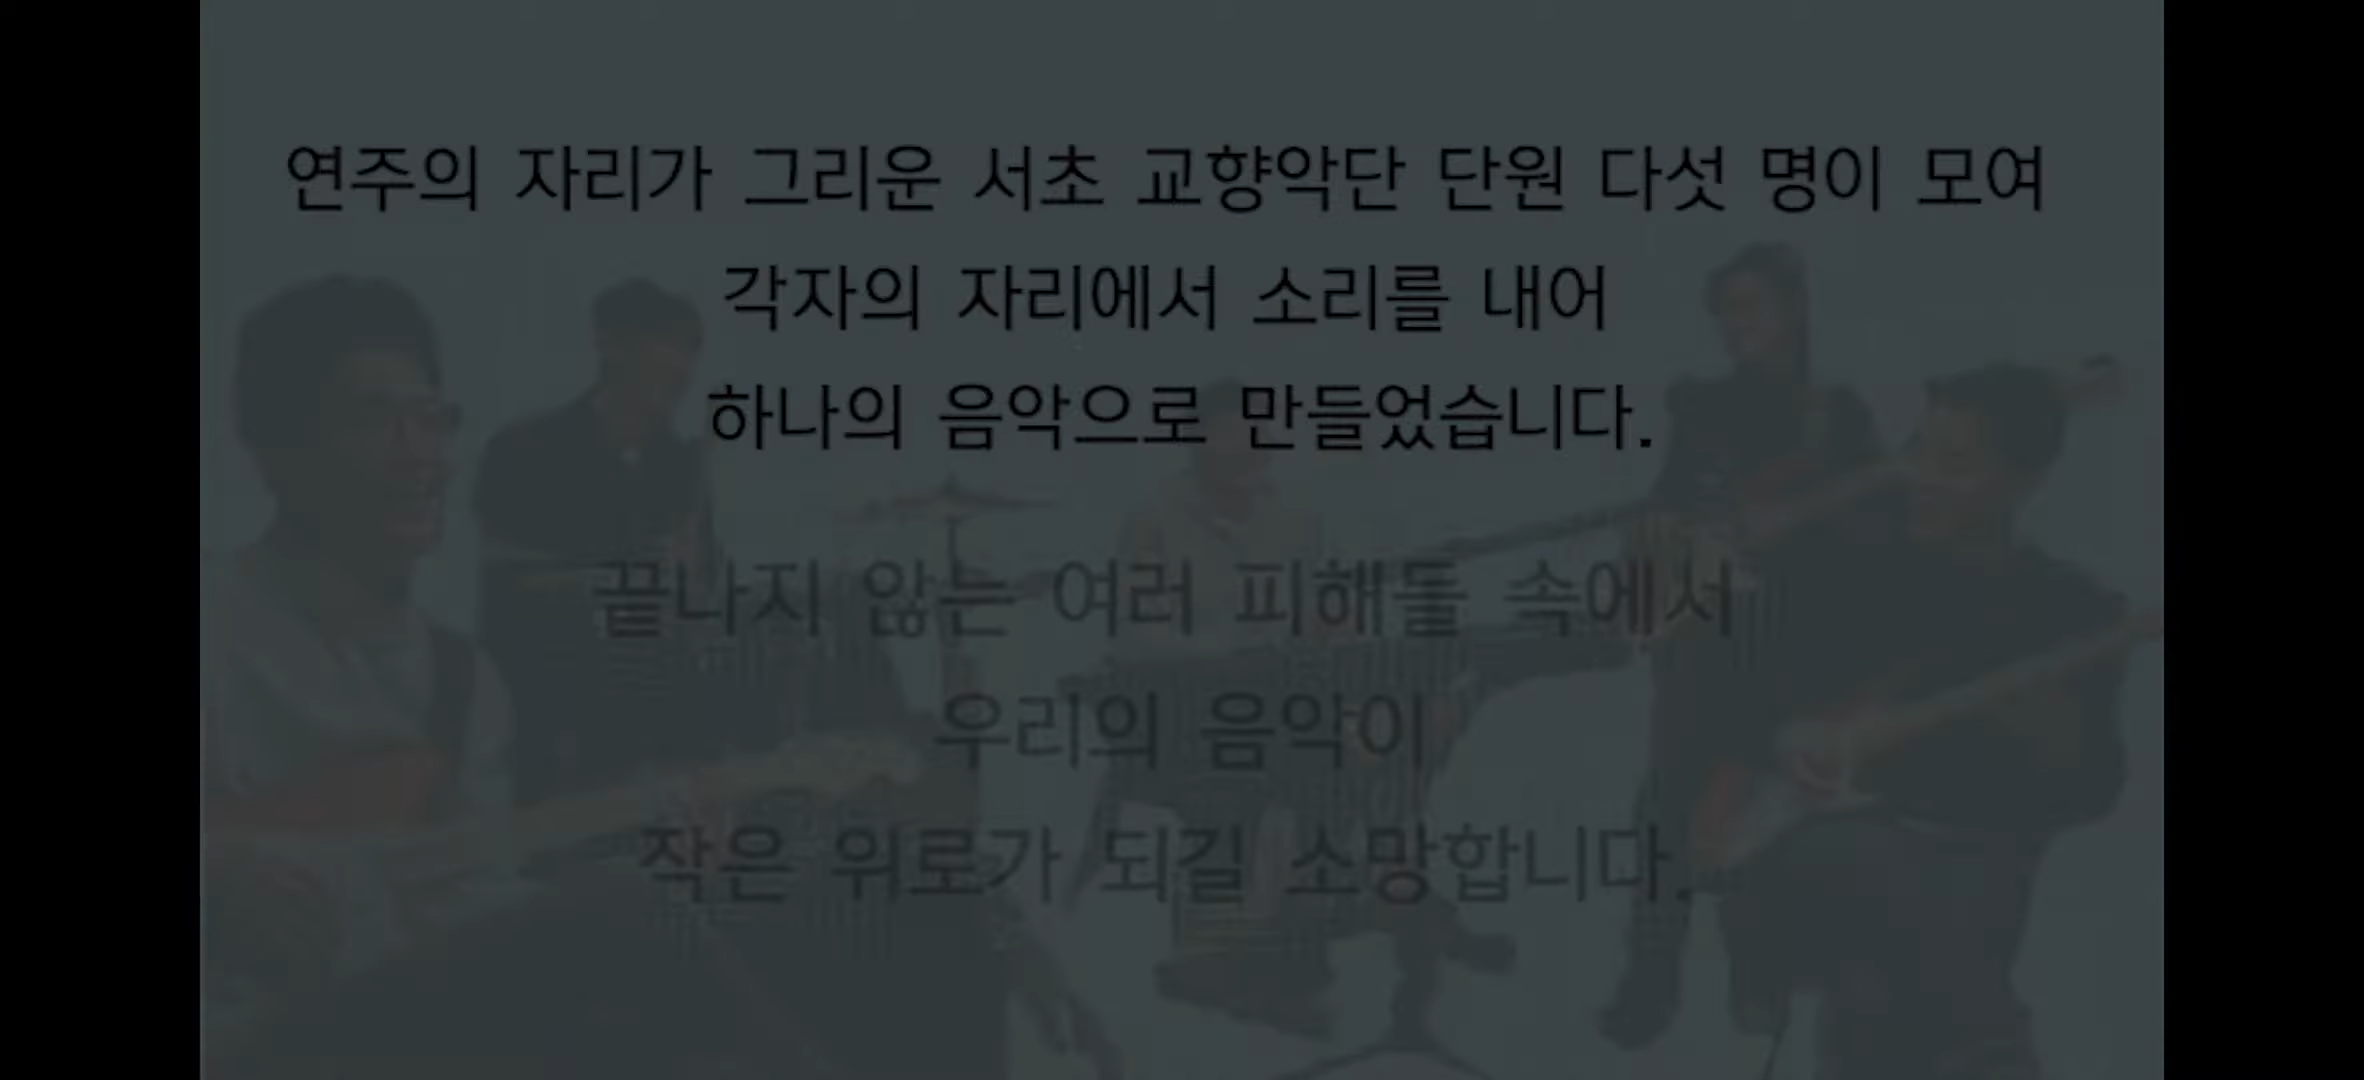 연주의 자리가 그리운 서초 교향악단 단원 다섯 명이 모여
각자의 자리에서 소리를 내어
하나의 음악으로 만들었습니다.
끝나지 않는 여러 피해들 속에서
우리의 음악이
작은 위로가 되길 소망합니다.